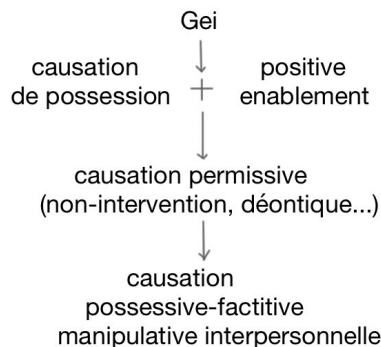 Gei
causation positive
de possession + enablement
causation permissive
(non-intervention, déontique...)
causation
possessive-factitive
manipulative interpersonnelle